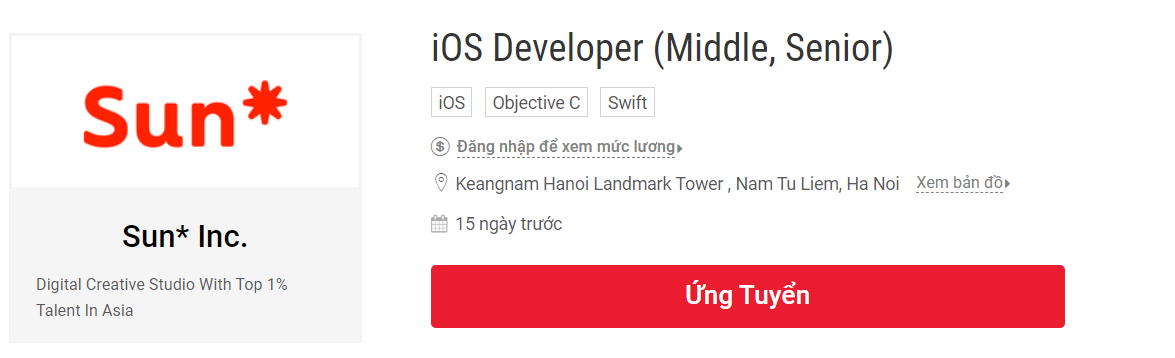 Sun*
Sun* Inc.
Digital Creative Studio With Top 1%
Talent In Asia
iOS Developer (Middle, Senior)
iOS Objective C Swift
Đăng nhập để xem mức lương
Keangnam Hanoi Landmark Tower , Nam Tu Liem, Ha Noi Xem bản đồ
15 ngày trước
Ứng Tuyển